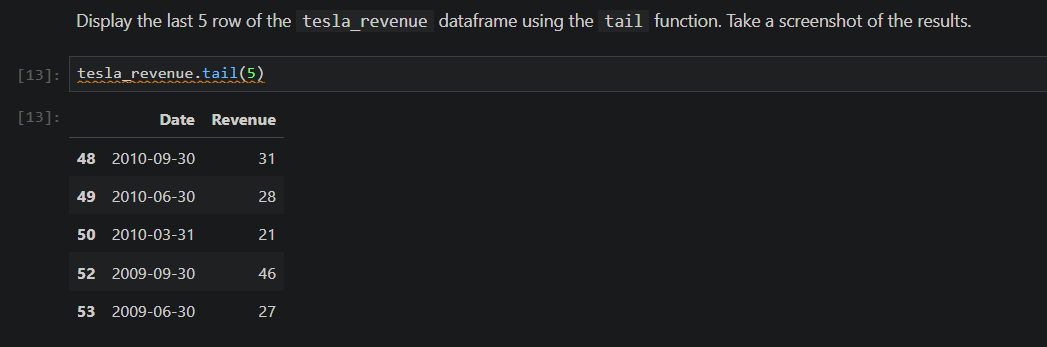 Display the last 5 row of the tesla_revenue dataframe using the tail function. Take a screenshot of the results.
[13]: tesla_revenue.tail(5)
[13]:
Date Revenue
48 2010-09-30 31
49 2010-06-30 28
50 2010-03-31 21
52 2009-09-30 46
53 2009-06-30 27